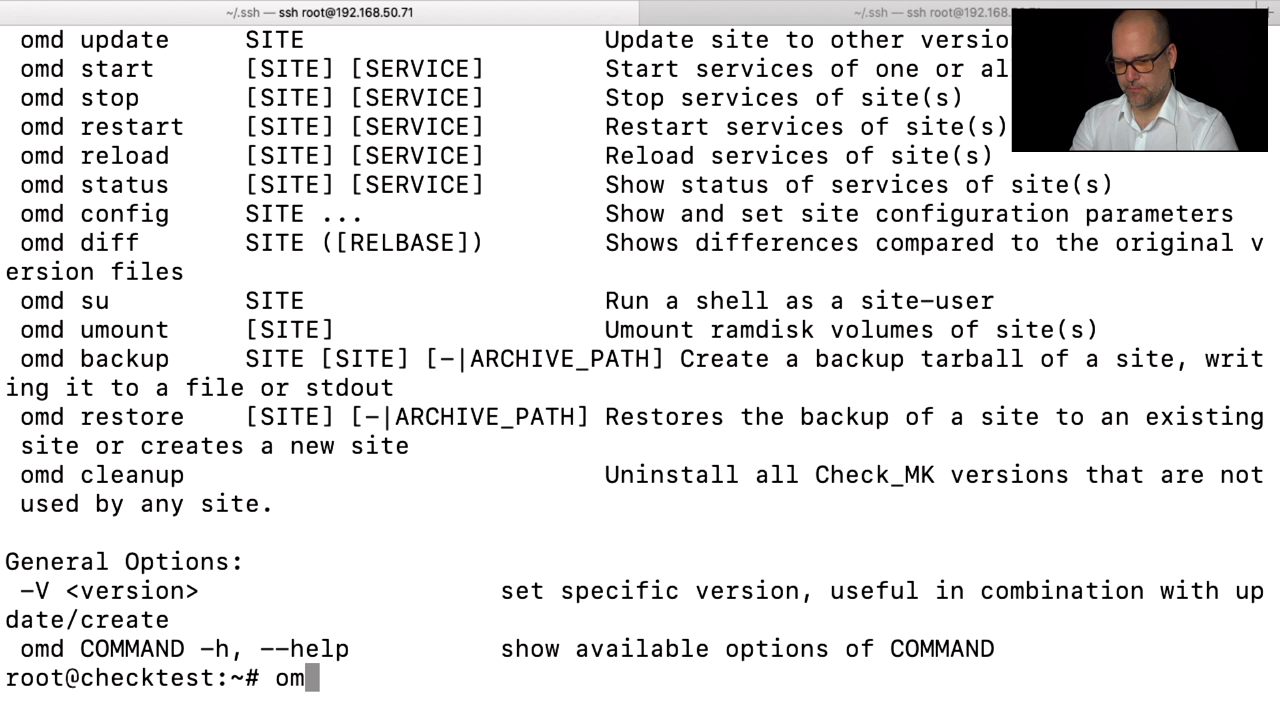 ~/.ssh — ssh root@192.168.50.71
~/.ssh — ssh root@192.168.
omd update SITE Update site to other versio
omd start [SITE] [SERVICE] Start services of one or al
omd stop [SITE] [SERVICE] Stop services of site(s)
omd restart [SITE] [SERVICE] Restart services of site(s)
omd reload [SITE] [SERVICE] Reload services of site(s)
omd status [SITE] [SERVICE] Show status of services of site(s)
omd config SITE ... Show and set site configuration parameters
omd diff SITE ([RELBASE]) Shows differences compared to the original v
ersion files
omd su SITE Run a shell as a site-user
omd umount [SITE] Umount ramdisk volumes of site(s)
omd backup SITE [SITE] [-|ARCHIVE_PATH] Create a backup tarball of a site, writ
ing it to a file or stdout
omd restore [SITE] [-|ARCHIVE_PATH] Restores the backup of a site to an existing
site or creates a new site
omd cleanup Uninstall all Check_MK versions that are not
used by any site.
General Options:
-V <version> set specific version, useful in combination with up
date/create
omd COMMAND -h, --help show available options of COMMAND
root@checktest:~# om